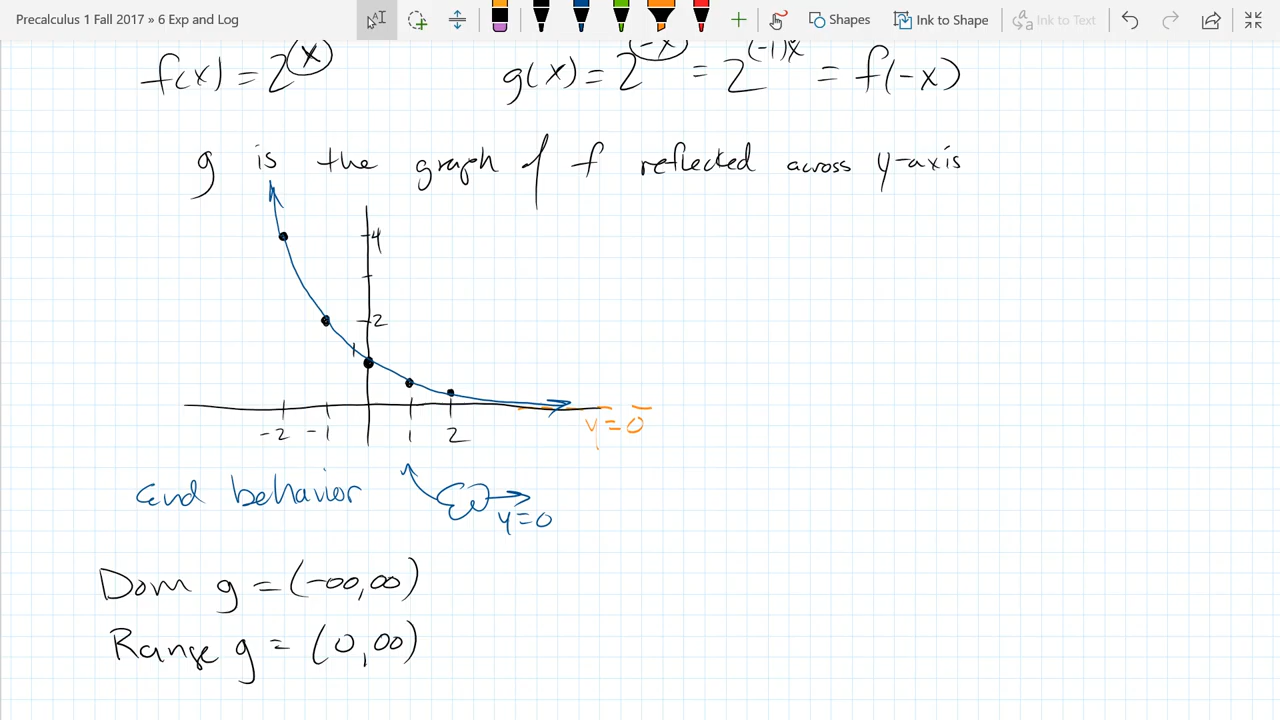 Precalculus 1 Fall 2017 » 6 Exp and Log
Shapes
Ink to Shape
Ink to Text
f(x) = 2^(x)
g(x) = 2^(-x) = 2^(-1)x = f(-x)
g is the graph of f reflected across y-axis
4
2
1
-2 -1 1 2
y=0
End behavior
y=0
Dom g = (-∞,∞)
Range g = (0,∞)